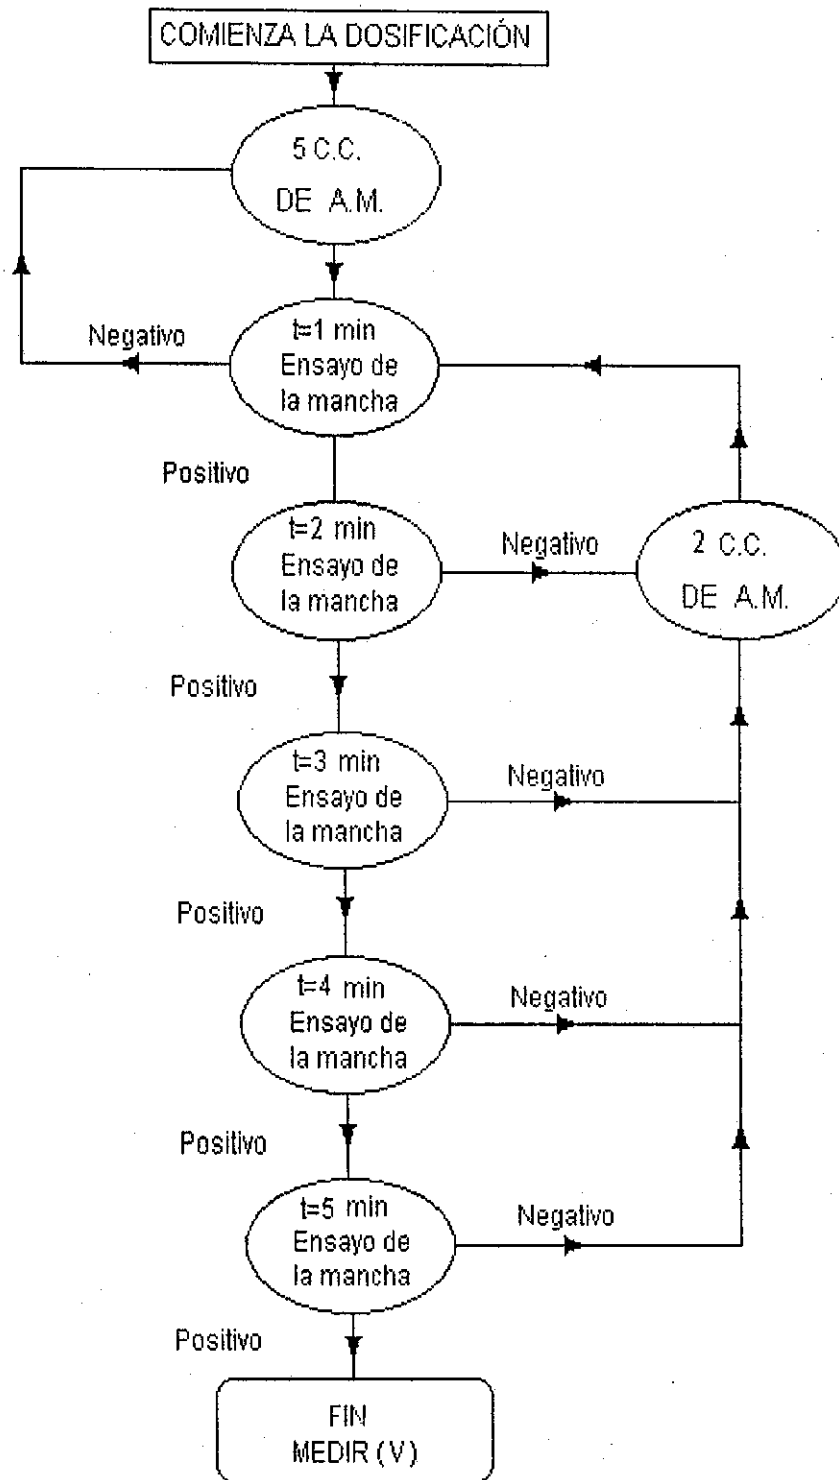 COMIENZA LA DOSIFICACIÓN
5 C.C.
DE A.M.
Negativo
t=1 min
Ensayo de
la mancha
Positivo
t=2 min
Ensayo de
la mancha
Negativo
2 C.C.
DE A.M.
Positivo
t=3 min
Ensayo de
la mancha
Negativo
Positivo
t=4 min
Ensayo de
la mancha
Negativo
Positivo
t=5 min
Ensayo de
la mancha
Negativo
Positivo
FIN
MEDIR (V)